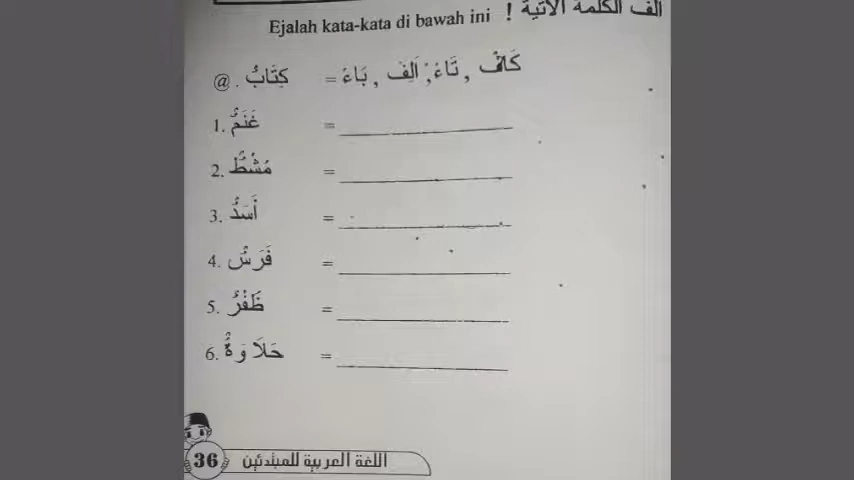 الف الكلمة الآتية !
Ejalah kata-kata di bawah ini
@. كِتَابُ = كَافْ , تَاءْ, اَلِفْ , بَاءْ
1. غَنَمُ =
2. مُشْطُ =
3. أَسَدُ =
4. فَرَسُ =
5. ظَفْرُ =
6. حَلَاوَةُ =
36 اللغة العربية للمبتدئين